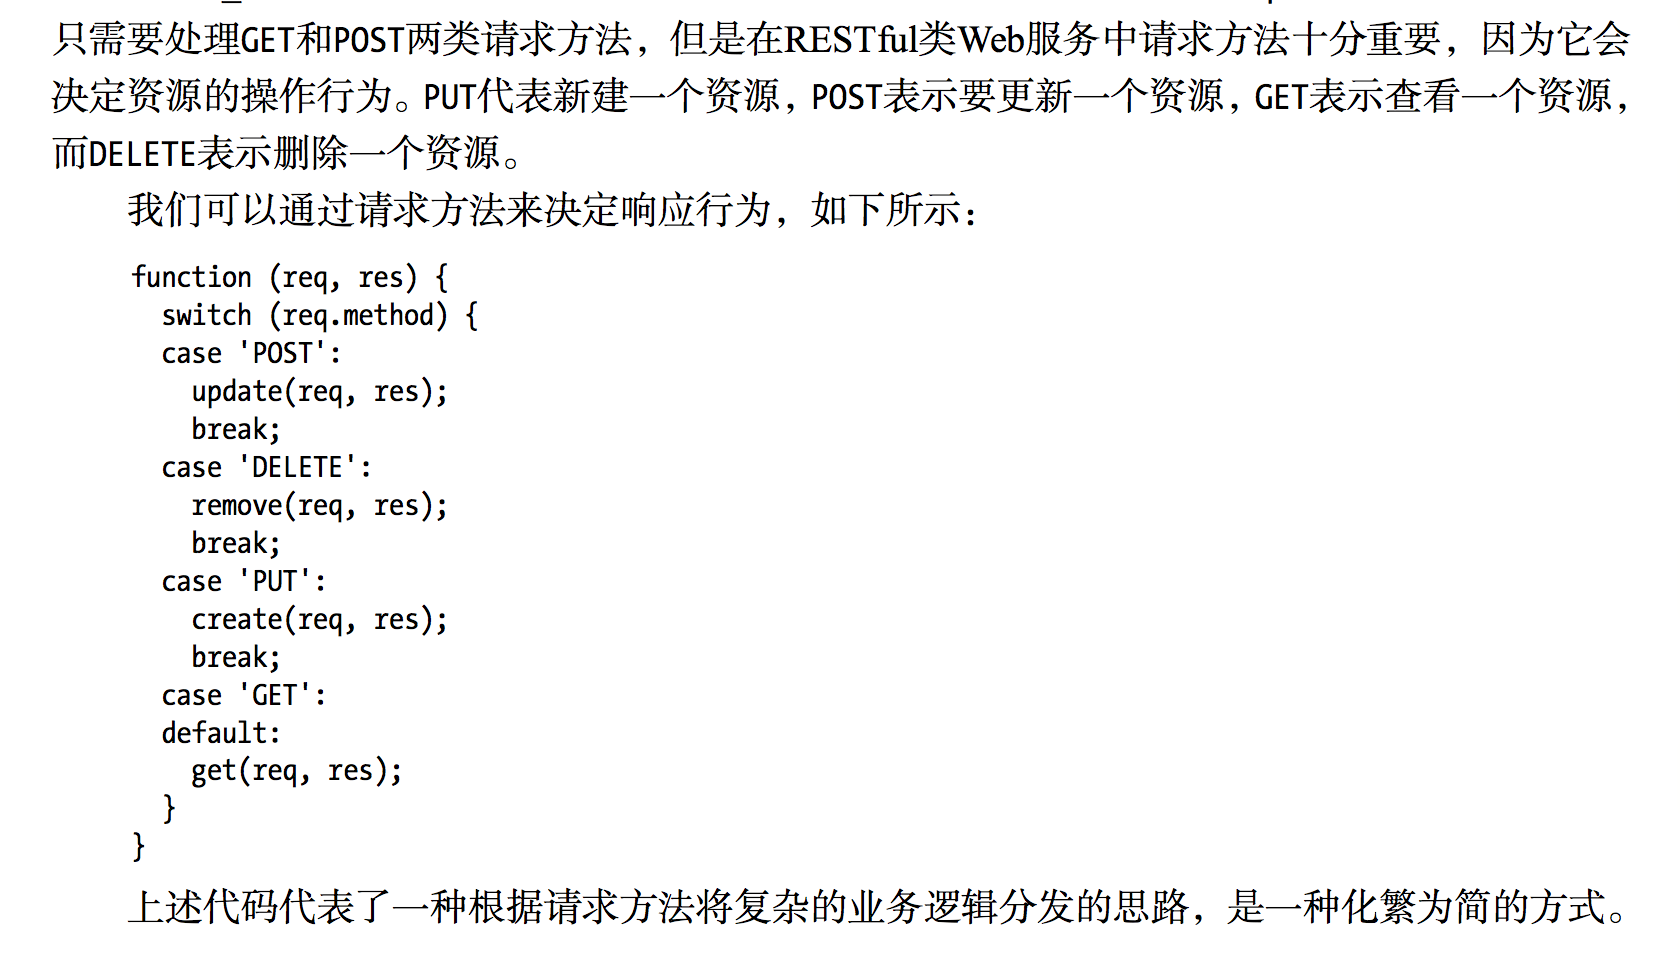 只需要处理GET和POST两类请求方法，但是在RESTful类Web服务中请求方法十分重要，因为它会
决定资源的操作行为。PUT代表新建一个资源，POST表示要更新一个资源，GET表示查看一个资源，
而DELETE表示删除一个资源。
我们可以通过请求方法来决定响应行为，如下所示：
function (req, res) {
  switch (req.method) {
  case 'POST':
    update(req, res);
    break;
  case 'DELETE':
    remove(req, res);
    break;
  case 'PUT':
    create(req, res);
    break;
  case 'GET':
  default:
    get(req, res);
  }
}
上述代码代表了一种根据请求方法将复杂的业务逻辑分发的思路，是一种化繁为简的方式。